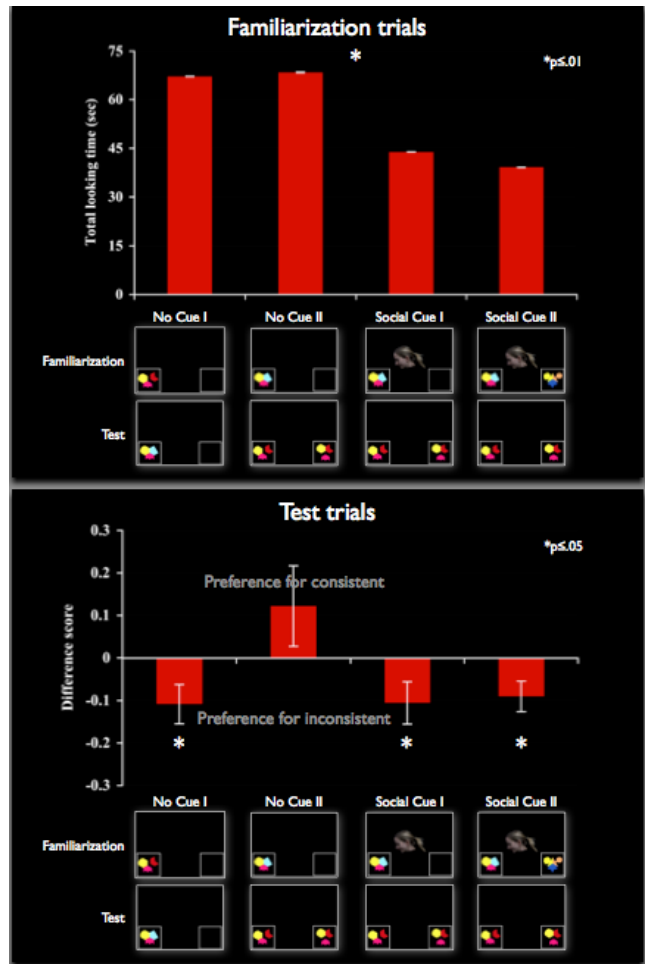 Familiarization trials
*
*p≤.01
75
60
45
30
15
0
Total looking time (sec)
No Cue I
No Cue II
Social Cue I
Social Cue II
Familiarization
Test
Test trials
*p≤.05
0.3
0.2
0.1
0
-0.1
-0.2
-0.3
Difference score
Preference for consistent
Preference for inconsistent
*
*
*
No Cue I
No Cue II
Social Cue I
Social Cue II
Familiarization
Test